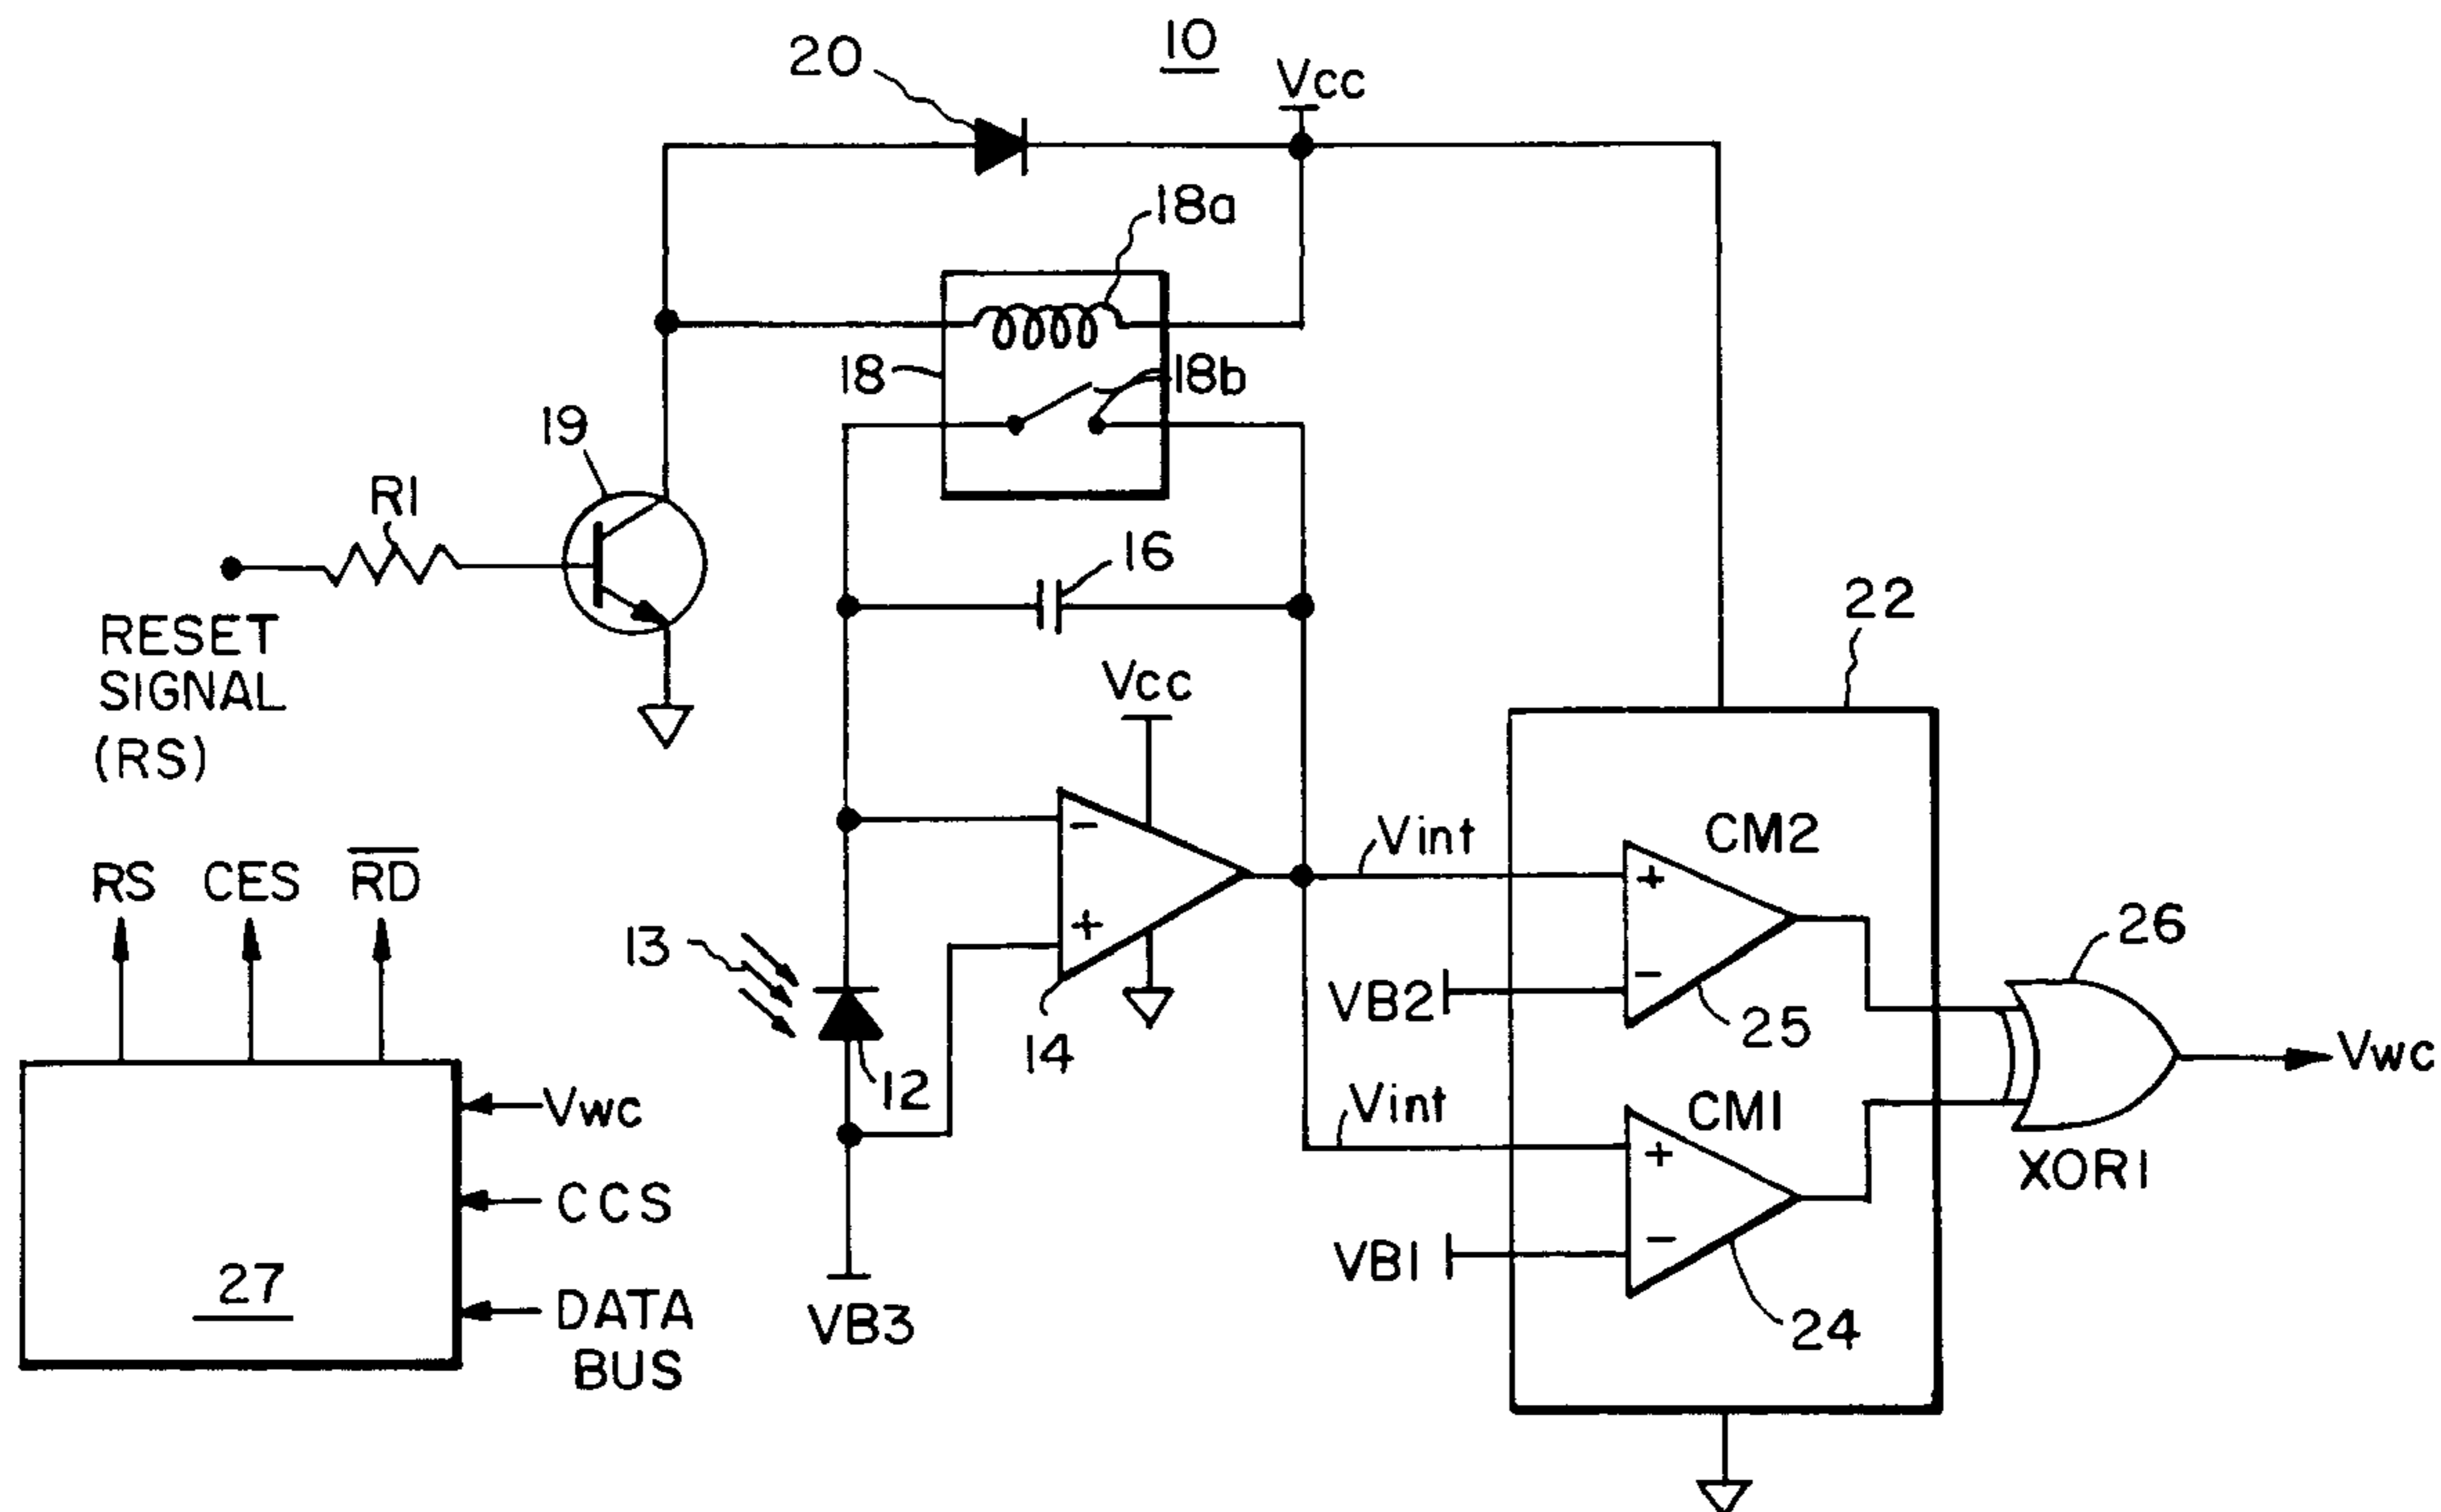 10
20
Vcc
18a
18
18b
19
R1
16
RESET
SIGNAL
(RS)
Vcc
22
CM2
Vint
+
-
-
+
RS CES RD
13
26
VB2
25
14
12
Vwc
Vwc
CCS
DATA
BUS
27
Vint
CM1
+
-
XOR1
VB1
24
VB3